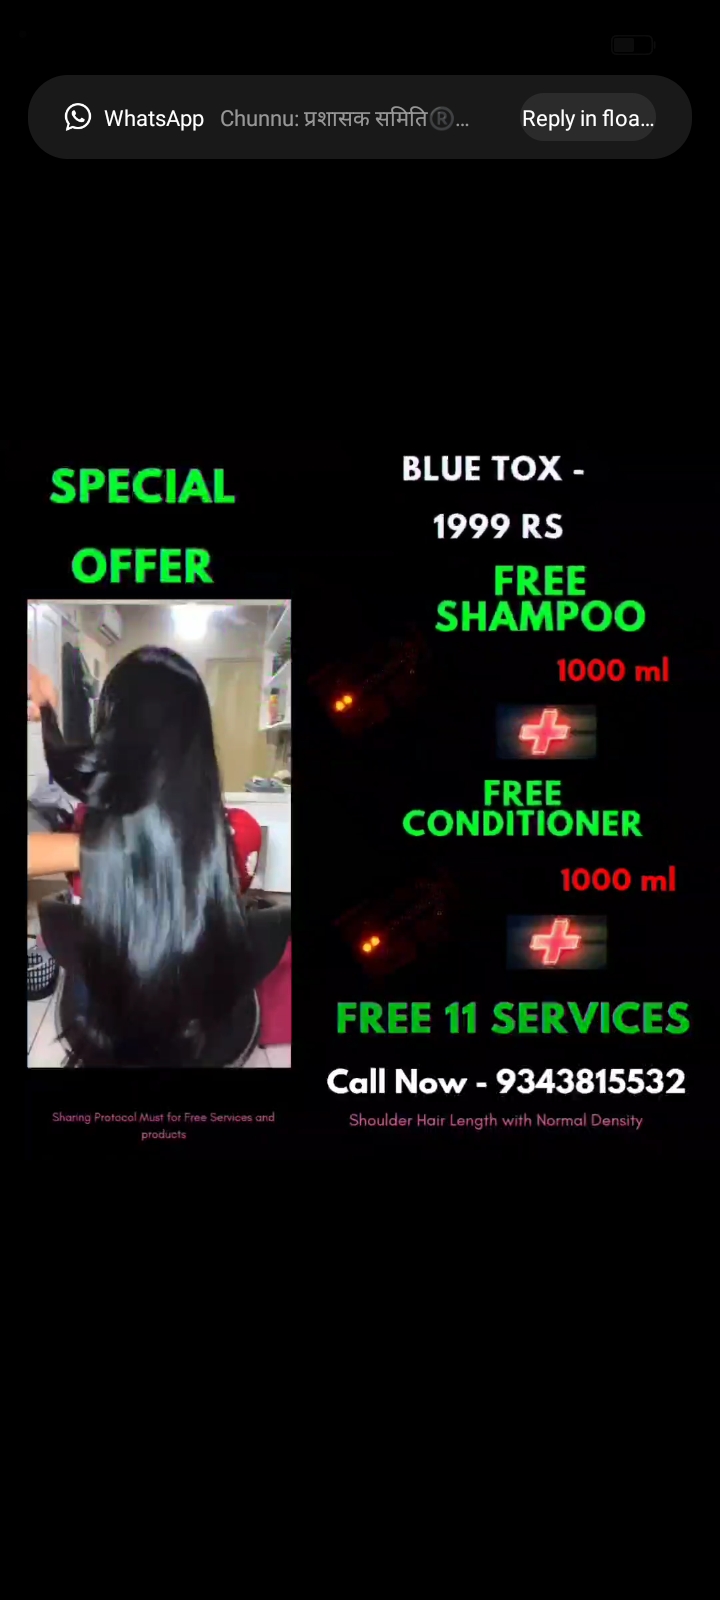 WhatsApp Chunnu: प्रशासक समिति®️... Reply in floa...
SPECIAL
OFFER
BLUE TOX -
1999 RS
FREE
SHAMPOO
1000 ml
FREE
CONDITIONER
1000 ml
FREE 11 SERVICES
Call Now - 9343815532
Sharing Protocol Must for Free Services and
products
Shoulder Hair Length with Normal Density